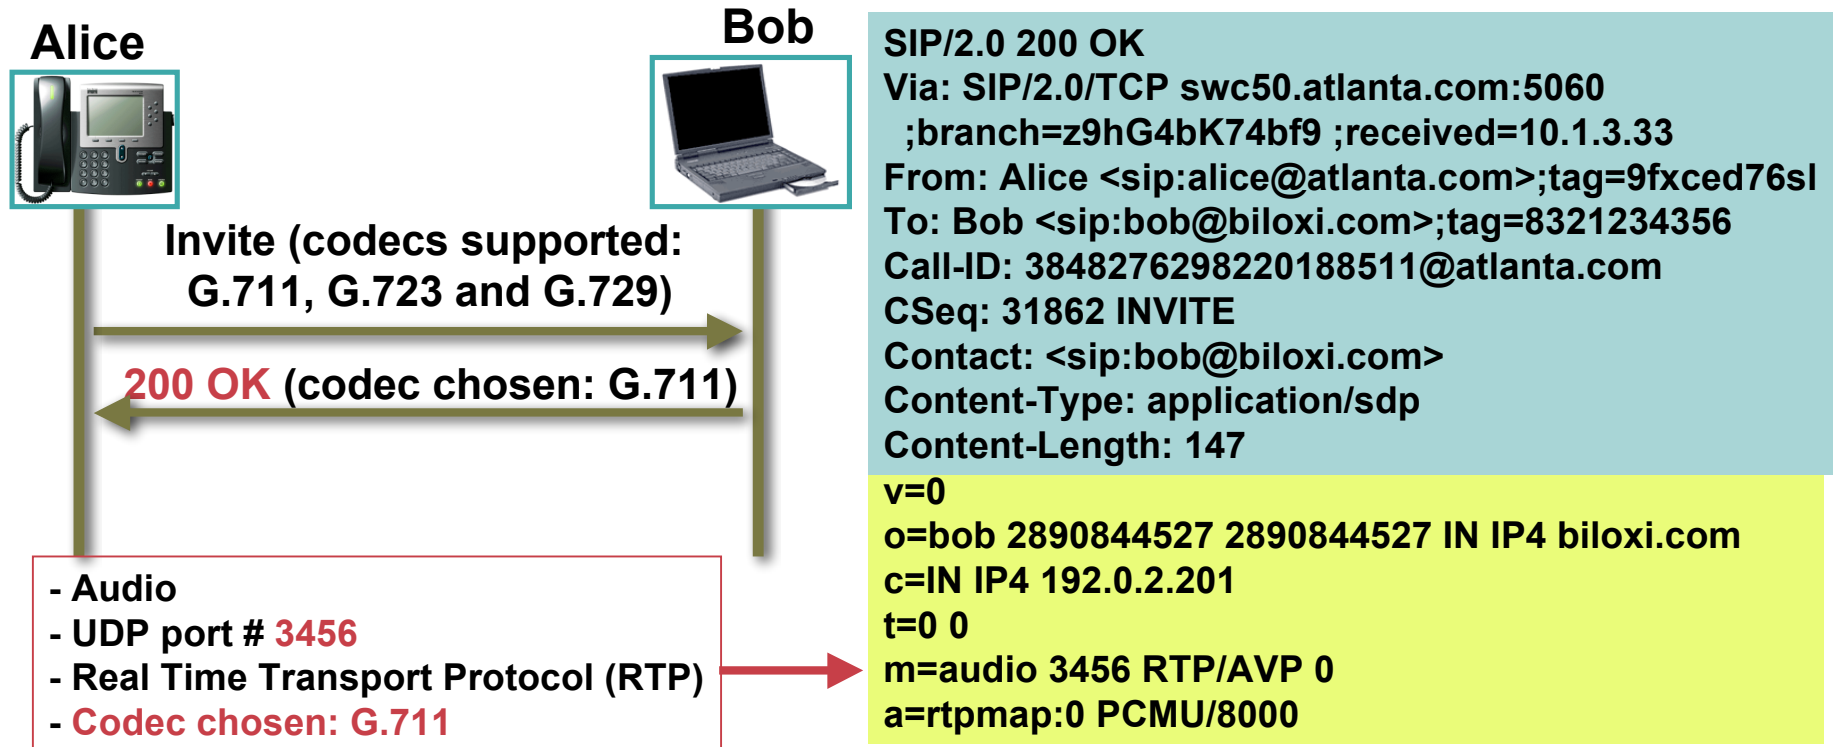 Alice
Bob
Invite (codecs supported:
G.711, G.723 and G.729)
200 OK (codec chosen: G.711)
- Audio
- UDP port # 3456
- Real Time Transport Protocol (RTP)
- Codec chosen: G.711
SIP/2.0 200 OK
Via: SIP/2.0/TCP swc50.atlanta.com:5060
;branch=z9hG4bK74bf9 ;received=10.1.3.33
From: Alice <sip:alice@atlanta.com>;tag=9fxced76sl
To: Bob <sip:bob@biloxi.com>;tag=8321234356
Call-ID: 3848276298220188511@atlanta.com
CSeq: 31862 INVITE
Contact: <sip:bob@biloxi.com>
Content-Type: application/sdp
Content-Length: 147
v=0
o=bob 2890844527 2890844527 IN IP4 biloxi.com
c=IN IP4 192.0.2.201
t=0 0
m=audio 3456 RTP/AVP 0
a=rtpmap:0 PCMU/8000